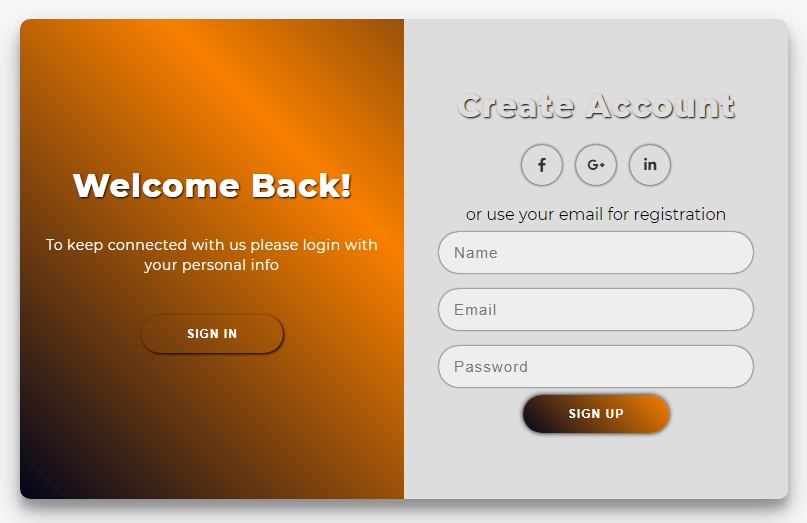 Welcome Back!
To keep connected with us please login with
your personal info
SIGN IN
Create Account
f G+ in
or use your email for registration
Name
Email
Password
SIGN UP